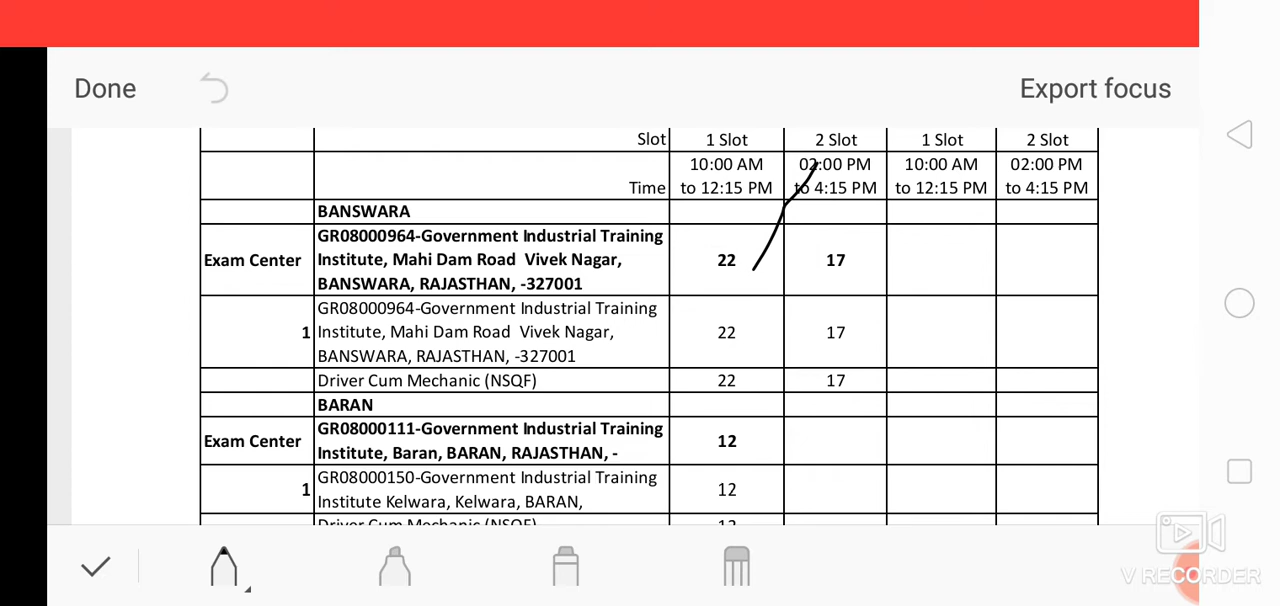 Done
Export focus
Slot 1 Slot 2 Slot 1 Slot 2 Slot
10:00 AM 02:00 PM 10:00 AM 02:00 PM
Time to 12:15 PM to 4:15 PM to 12:15 PM to 4:15 PM
BANSWARA
GR08000964-Government Industrial Training
Exam Center Institute, Mahi Dam Road Vivek Nagar, 22 17
BANSWARA, RAJASTHAN, -327001
GR08000964-Government Industrial Training
1 Institute, Mahi Dam Road Vivek Nagar, 22 17
BANSWARA, RAJASTHAN, -327001
Driver Cum Mechanic (NSQF) 22 17
BARAN
GR08000111-Government Industrial Training
Exam Center Institute, Baran, BARAN, RAJASTHAN, - 12
GR08000150-Government Industrial Training
1 Institute Kelwara, Kelwara, BARAN, 12
Driver Cum Mechanic (NSQF) 12
V RECORDER